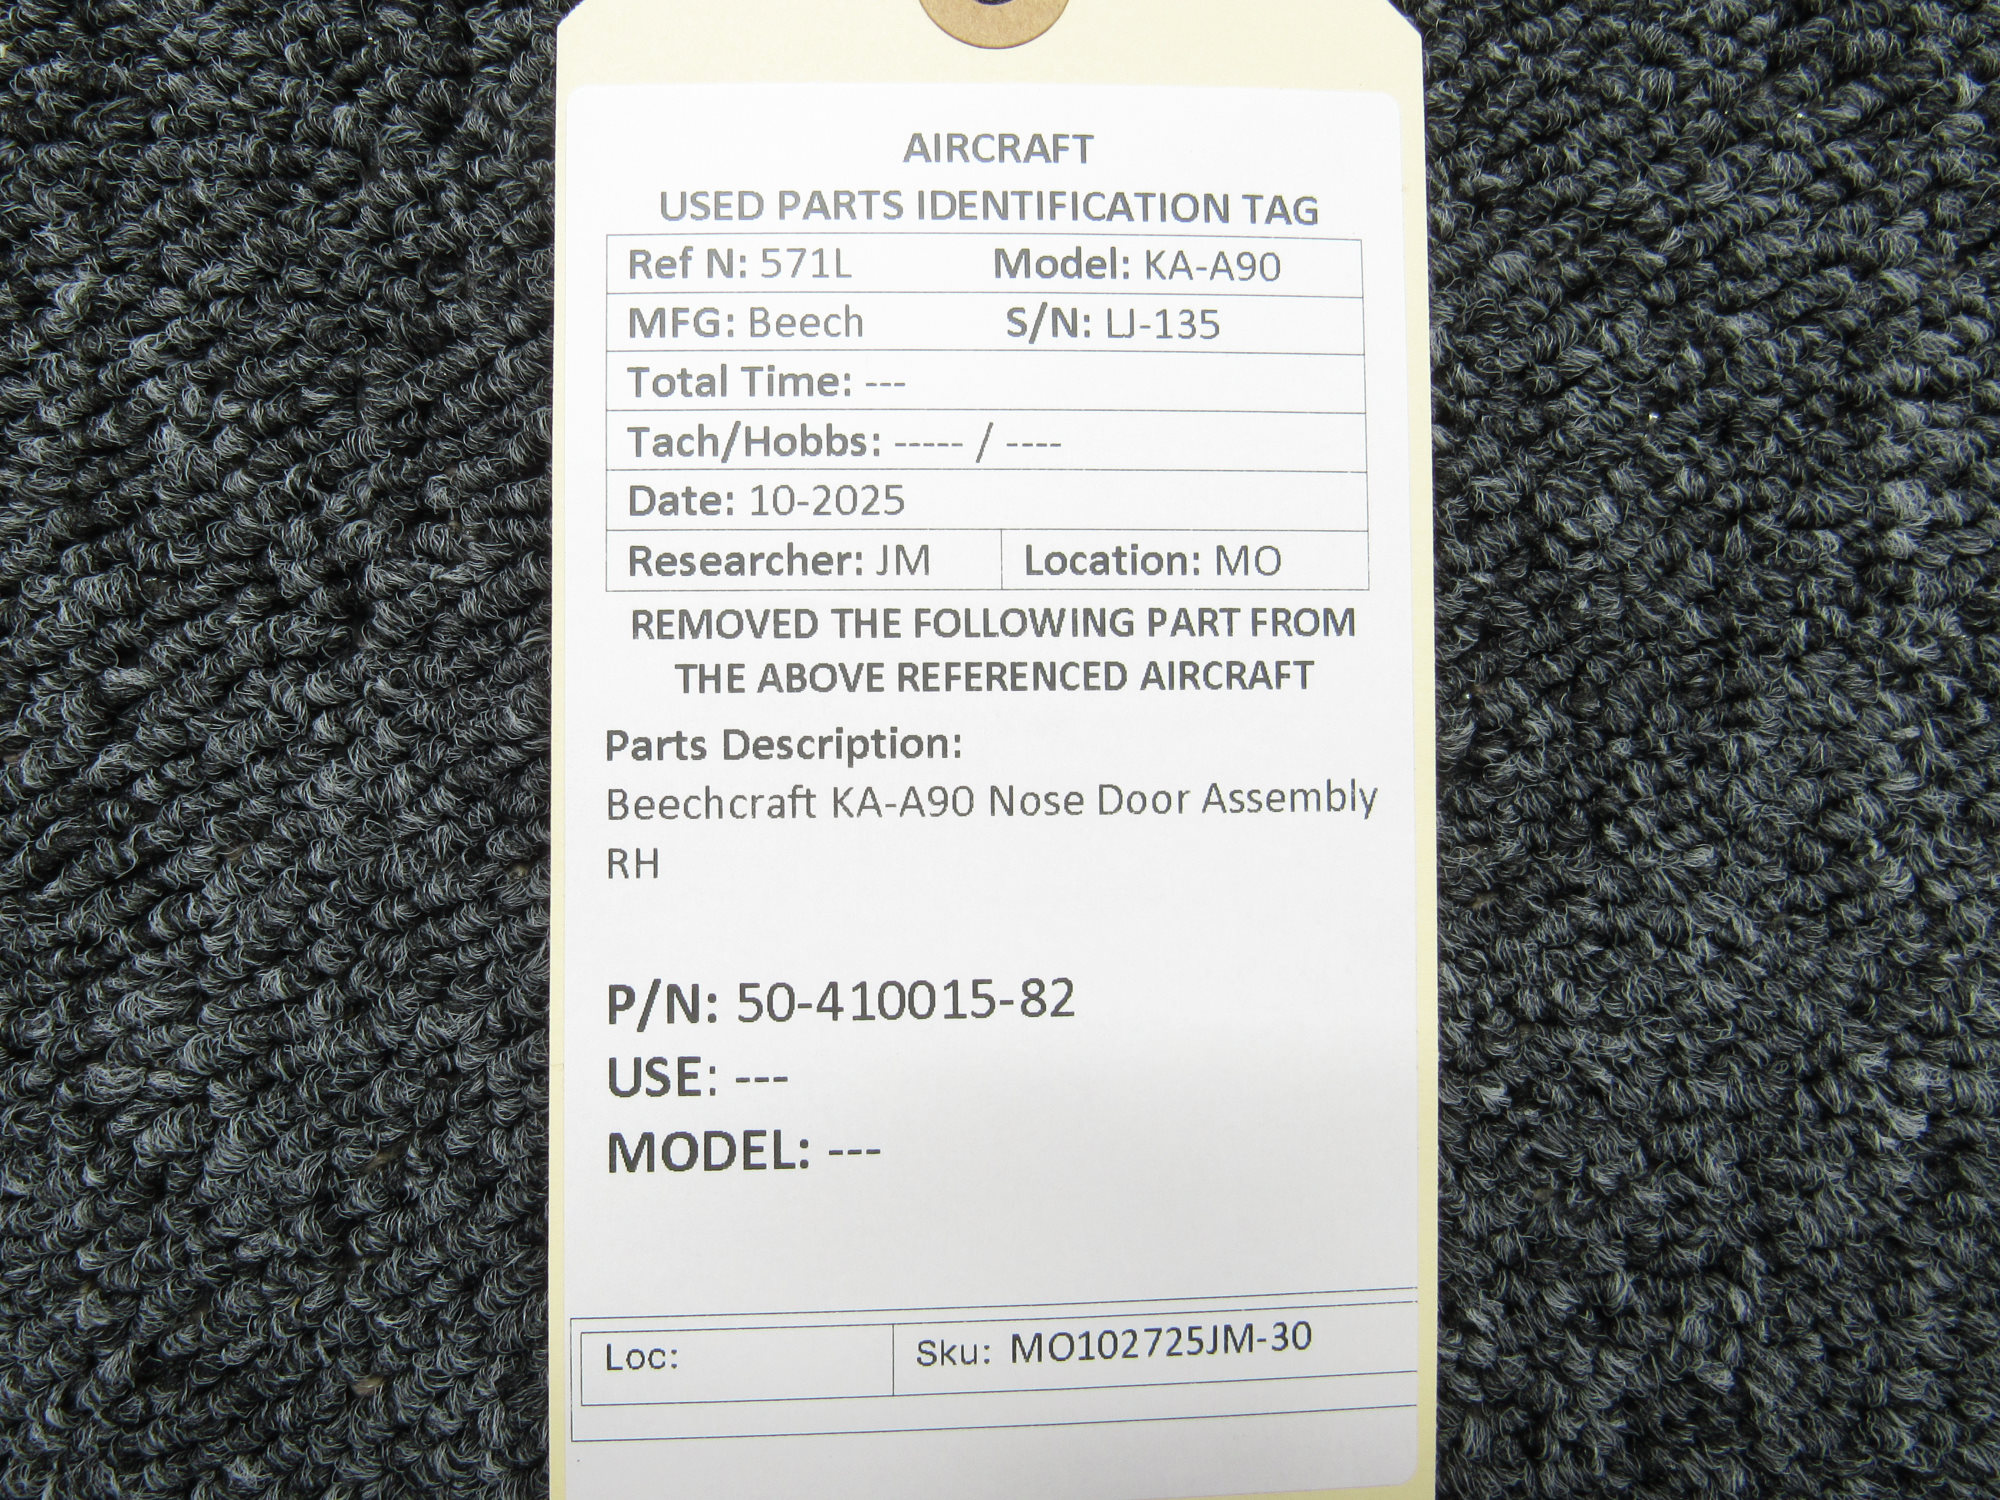 AIRCRAFT
USED PARTS IDENTIFICATION TAG
Ref N: 571L Model: KA-A90
MFG: Beech S/N: LJ-135
Total Time: ---
Tach/Hobbs: ----- / ----
Date: 10-2025
Researcher: JM Location: MO
REMOVED THE FOLLOWING PART FROM
THE ABOVE REFERENCED AIRCRAFT
Parts Description:
Beechcraft KA-A90 Nose Door Assembly
RH
P/N: 50-410015-82
USE: ---
MODEL: ---
Loc: Sku: MO102725JM-30